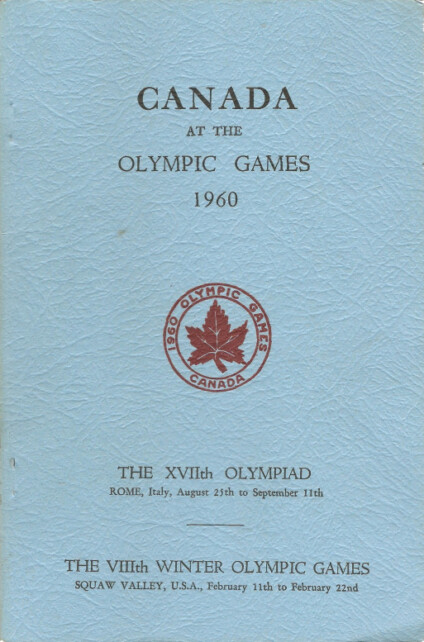 CANADA
AT THE
OLYMPIC GAMES
1960
1960 OLYMPIC GAMES
CANADA
THE XVIIth OLYMPIAD
ROME, Italy, August 25th to September 11th
THE VIIIth WINTER OLYMPIC GAMES
SQUAW VALLEY, U.S.A., February 11th to February 22nd